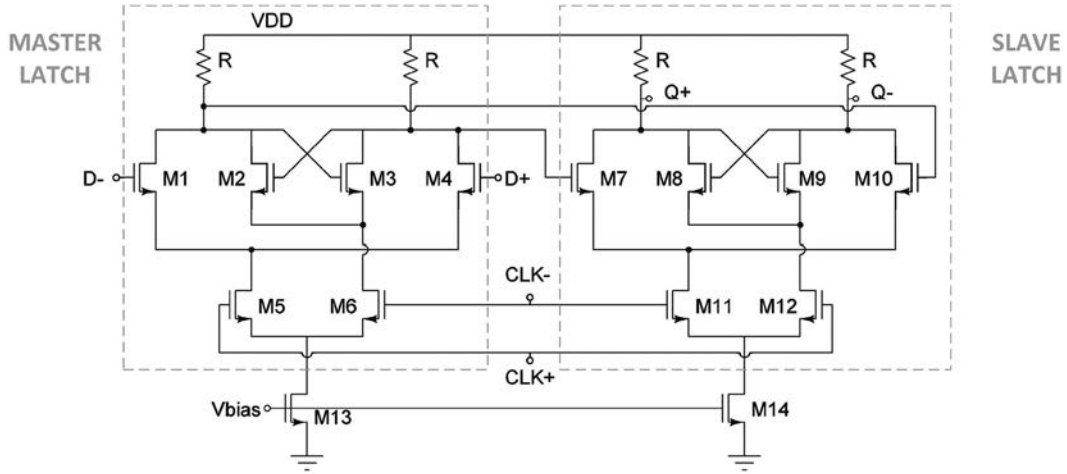 MASTER
LATCH
VDD
SLAVE
LATCH
R
R
R
R
Q+
Q-
D-
M1
M2
M3
M4
D+
M7
M8
M9
M10
CLK-
M5
M6
M11
M12
CLK+
Vbias
M13
M14